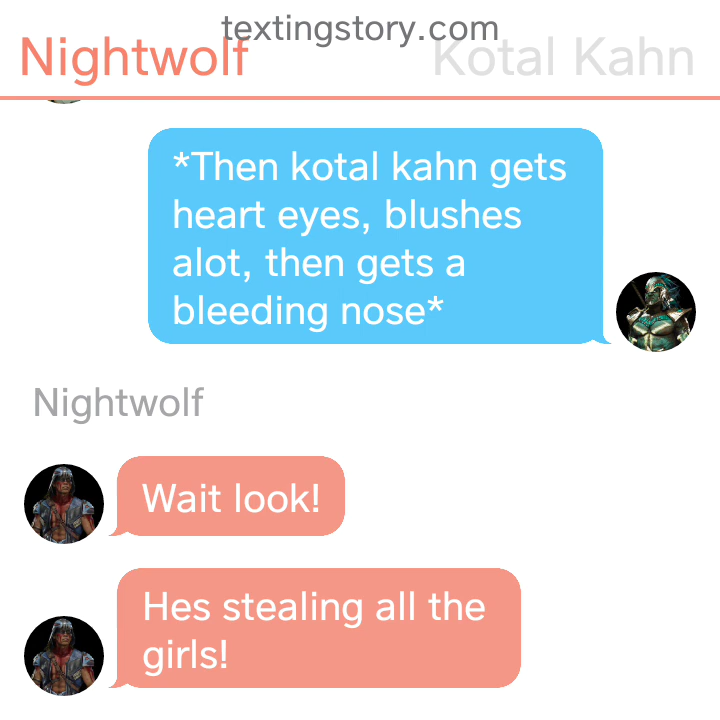 textingstory.com
Nightwolf
Kotal Kahn
*Then kotal kahn gets
heart eyes, blushes
alot, then gets a
bleeding nose*
Nightwolf
Wait look!
Hes stealing all the
girls!